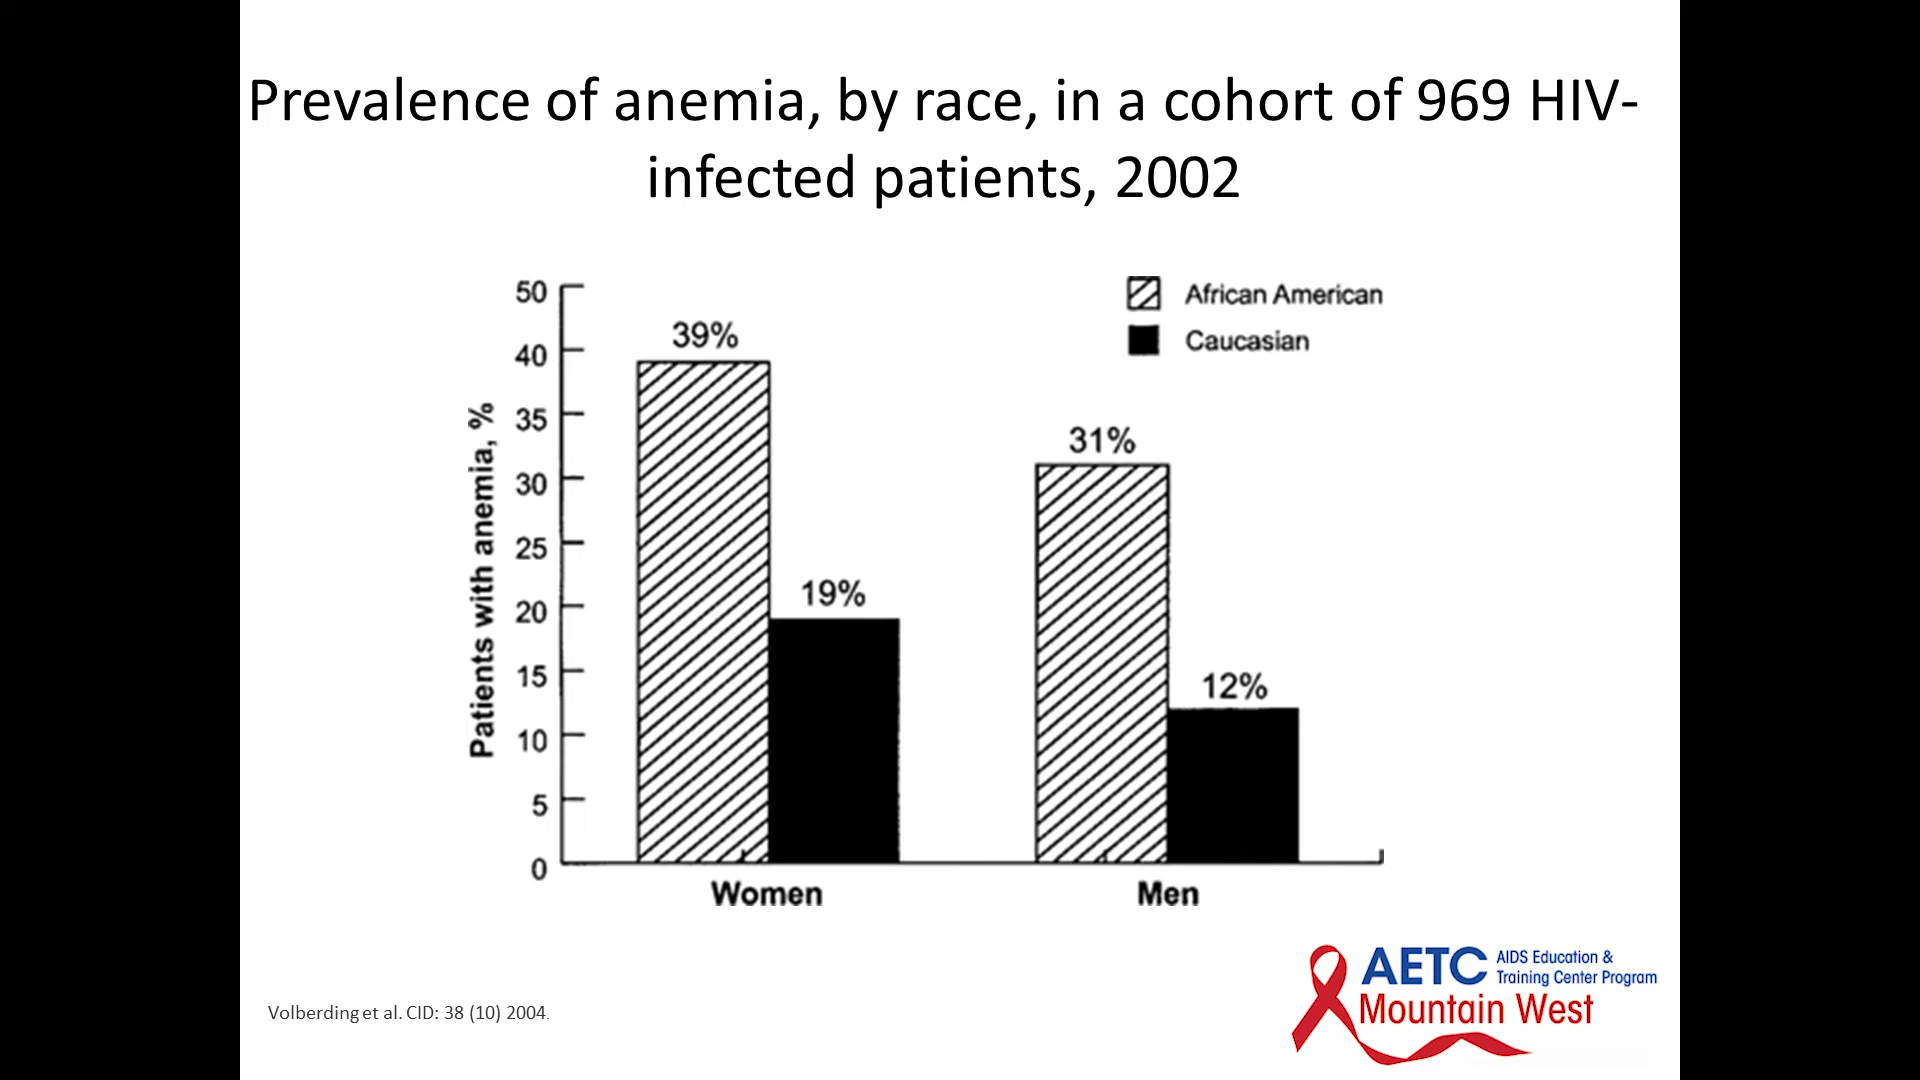 Prevalence of anemia, by race, in a cohort of 969 HIV-
infected patients, 2002
African American
Caucasian
Patients with anemia, %
50
40
35
30
25
20
15
10
5
0
39%
19%
31%
12%
Women
Men
Volberding et al. CID: 38 (10) 2004.
AETC
AIDS Education &
Training Center Program
Mountain West